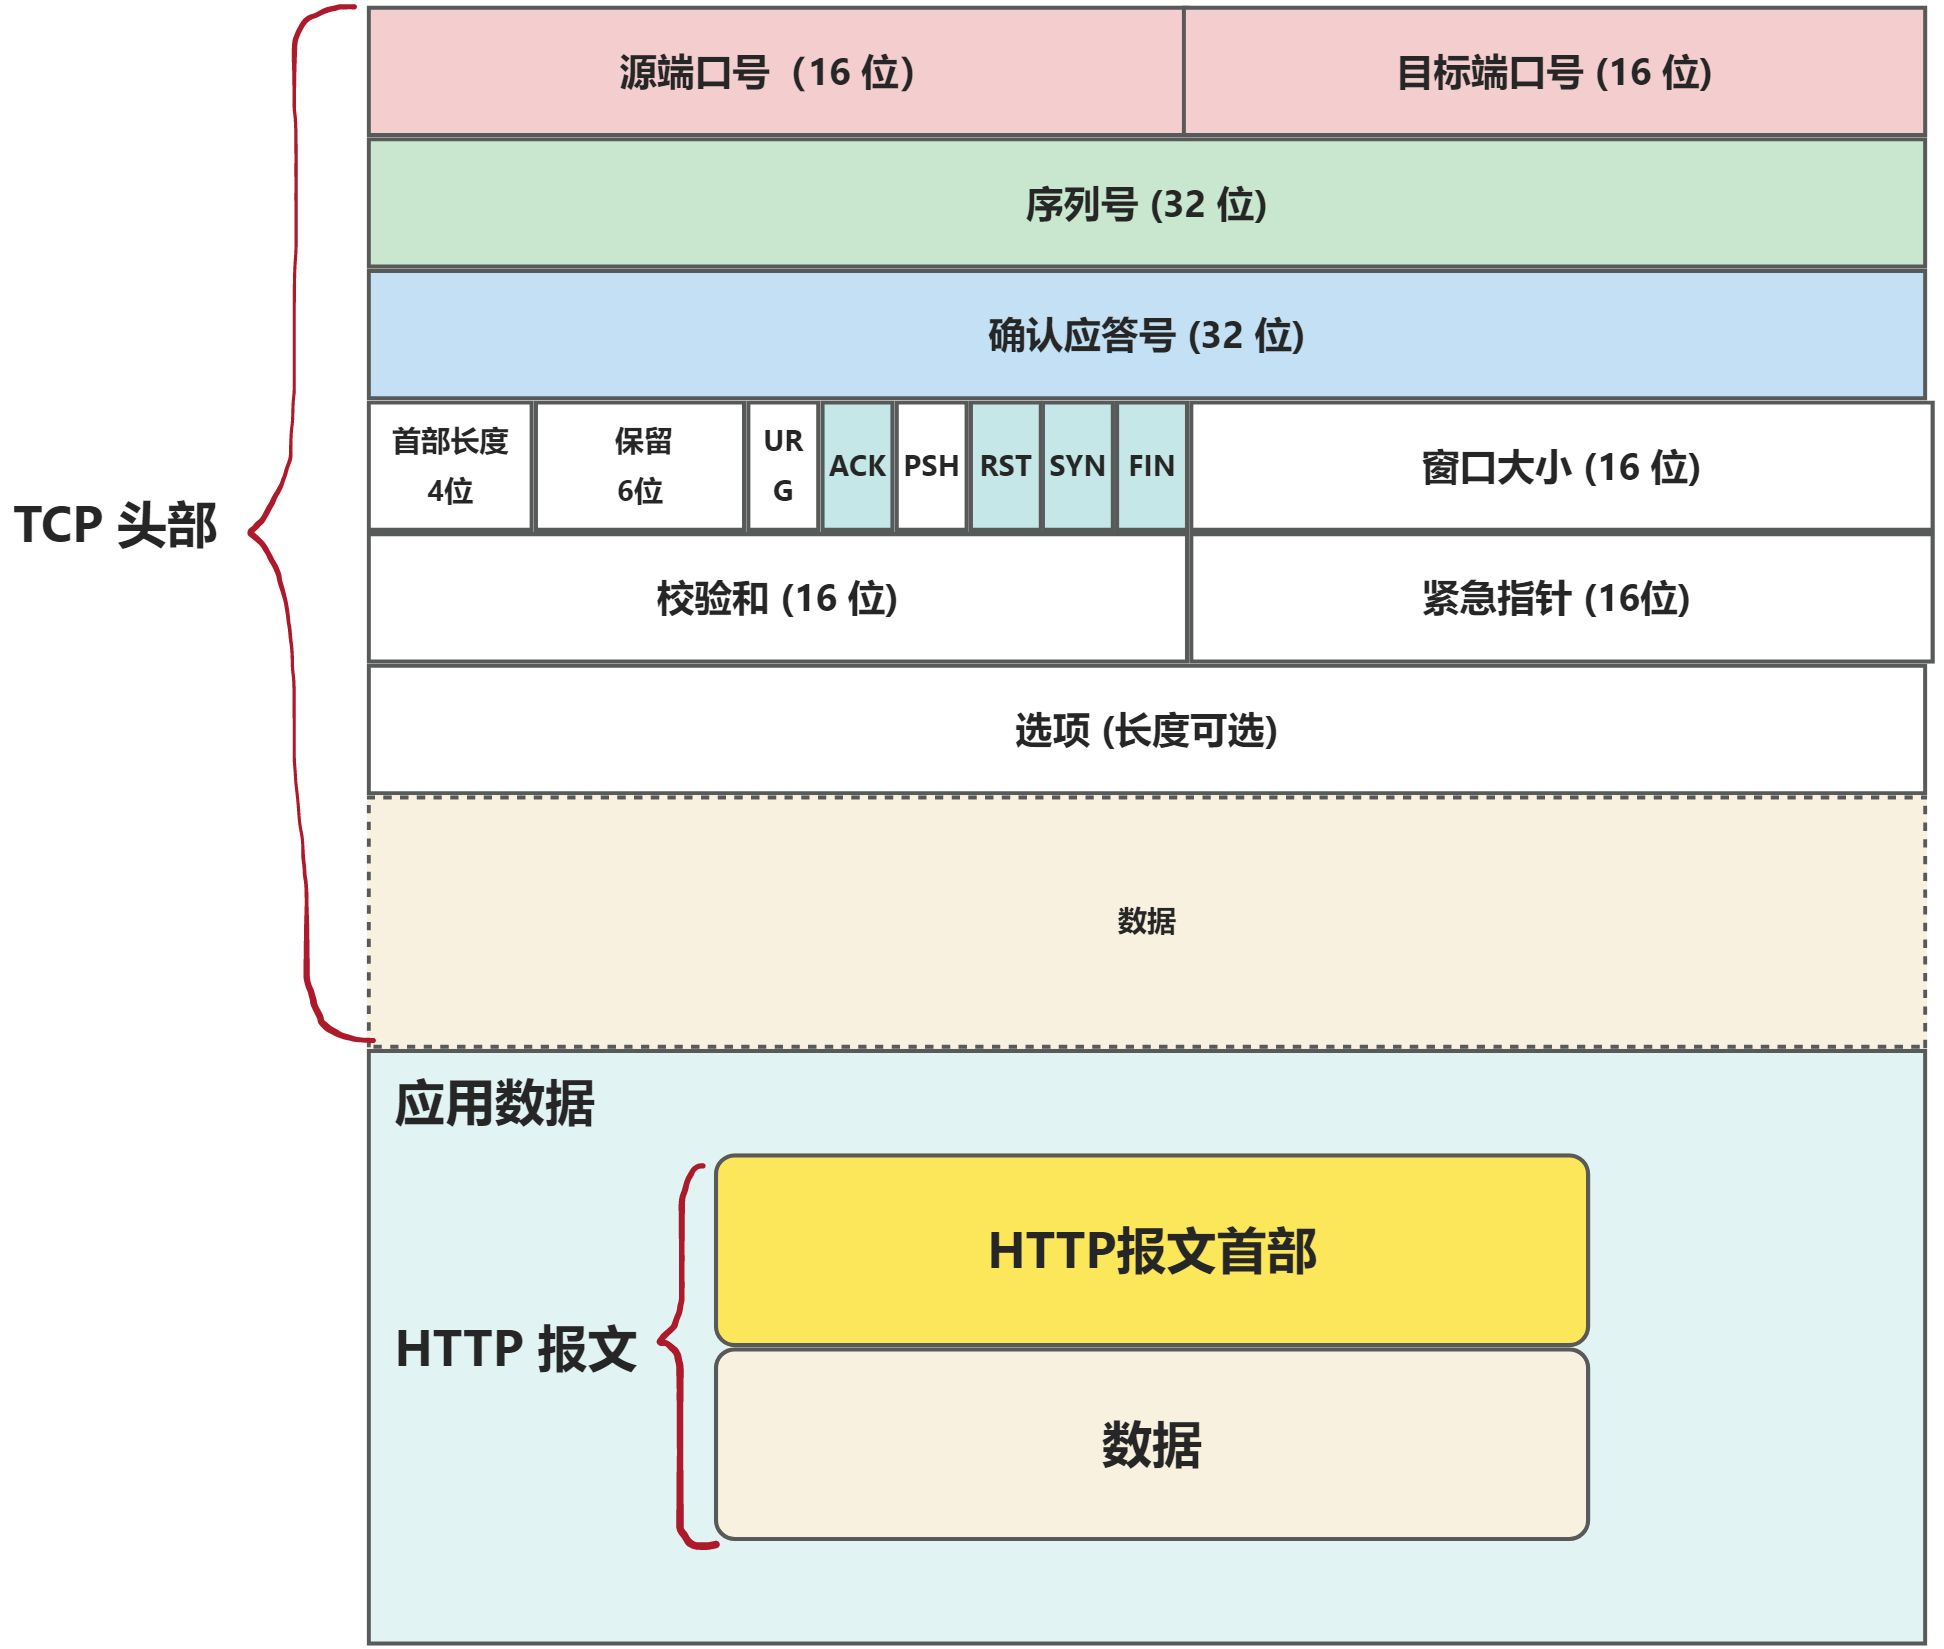 源端口号（16 位）
目标端口号 (16 位)
序列号 (32 位)
确认应答号 (32 位)
首部长度
4位
保留
6位
UR
G
ACK
PSH
RST
SYN
FIN
窗口大小 (16 位)
TCP 头部
校验和 (16 位)
紧急指针 (16位)
选项 (长度可选)
数据
应用数据
HTTP报文首部
HTTP 报文
数据